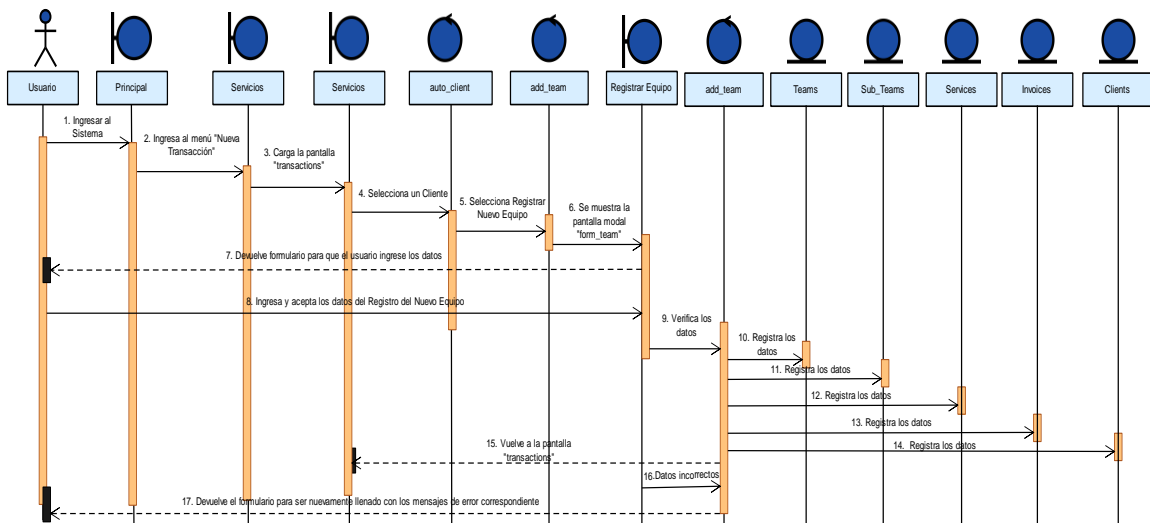 Usuario
Principal
Servicios
Servicios
auto_client
add_team
Registrar Equipo
add_team
Teams
Sub_Teams
Services
Invoices
Clients
1. Ingresar al
Sistema
2. Ingresa al menú "Nueva
Transacción"
3. Carga la pantalla
"transactions"
4. Selecciona un Cliente
5. Selecciona Registrar
Nuevo Equipo
6. Se muestra la
pantalla modal
"form_team"
7. Devuelve formulario para que el usuario ingrese los datos
8. Ingresa y acepta los datos del Registro del Nuevo Equipo
9. Verifica los
datos
10. Registra los
datos
11. Registra los datos
12. Registra los datos
13. Registra los datos
14. Registra los datos
15. Vuelve a la pantalla
"transactions"
16. Datos incorrectos
17. Devuelve el formulario para ser nuevamente llenado con los mensajes de error correspondiente